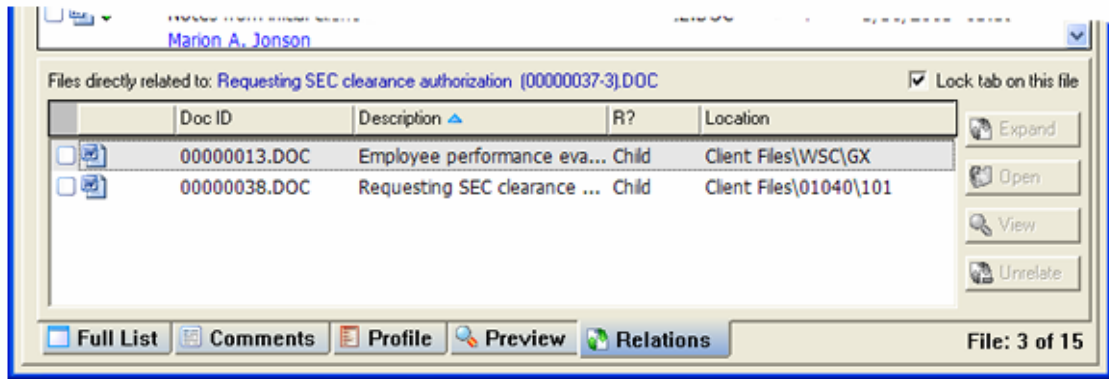 Marion A. Jonson
Files directly related to: Requesting SEC clearance authorization (00000037-3).DOC
Lock tab on this file
Doc ID Description R? Location
Expand
00000013.DOC Employee performance eva... Child Client Files\WSC\GX
00000038.DOC Requesting SEC clearance ... Child Client Files\01040\101
Open
View
Unrelate
Full List Comments Profile Preview Relations File: 3 of 15